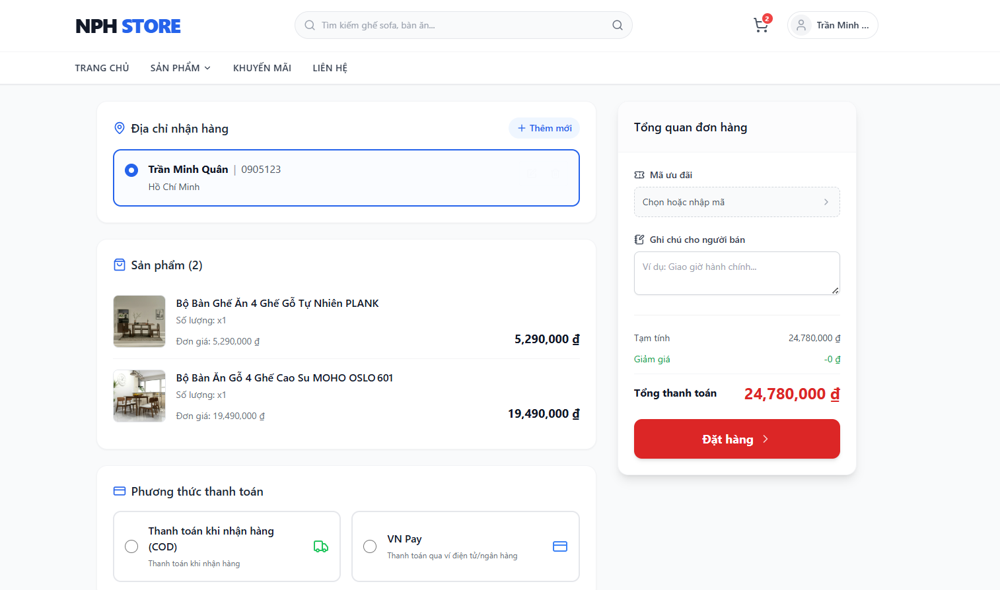 NPH STORE
Tìm kiếm ghế sofa, bàn ăn...
2
Trần Minh ...
TRANG CHỦ
SẢN PHẨM
KHUYẾN MÃI
LIÊN HỆ
Địa chỉ nhận hàng
+ Thêm mới
Trần Minh Quân | 0905123
Hồ Chí Minh
Sản phẩm (2)
Bộ Bàn Ghế Ăn 4 Ghế Gỗ Tự Nhiên PLANK
Số lượng: x1
Đơn giá: 5,290,000 ₫
5,290,000 ₫
Bộ Bàn Ăn Gỗ 4 Ghế Cao Su MOHO OSLO 601
Số lượng: x1
Đơn giá: 19,490,000 ₫
19,490,000 ₫
Phương thức thanh toán
Thanh toán khi nhận hàng
(COD)
Thanh toán khi nhận hàng
VN Pay
Thanh toán qua ví điện tử/ngân hàng
Tổng quan đơn hàng
Mã ưu đãi
Chọn hoặc nhập mã
Ghi chú cho người bán
Ví dụ: Giao giờ hành chính...
Tạm tính
24,780,000 ₫
Giảm giá
-0 ₫
Tổng thanh toán
24,780,000 ₫
Đặt hàng